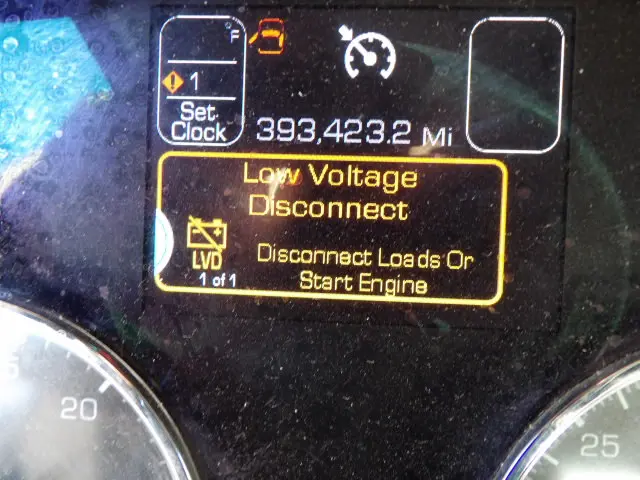 °F
1
Set
Clock
393,423.2 Mi
Low Voltage
Disconnect
LVD
1 of 1
Disconnect Loads Or
Start Engine
20
25